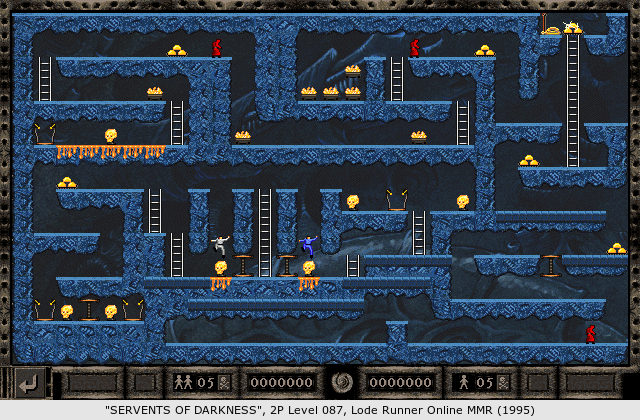 05 0000000 0000000 05
"SERVENTS OF DARKNESS", 2P Level 087, Lode Runner Online MMR (1995)